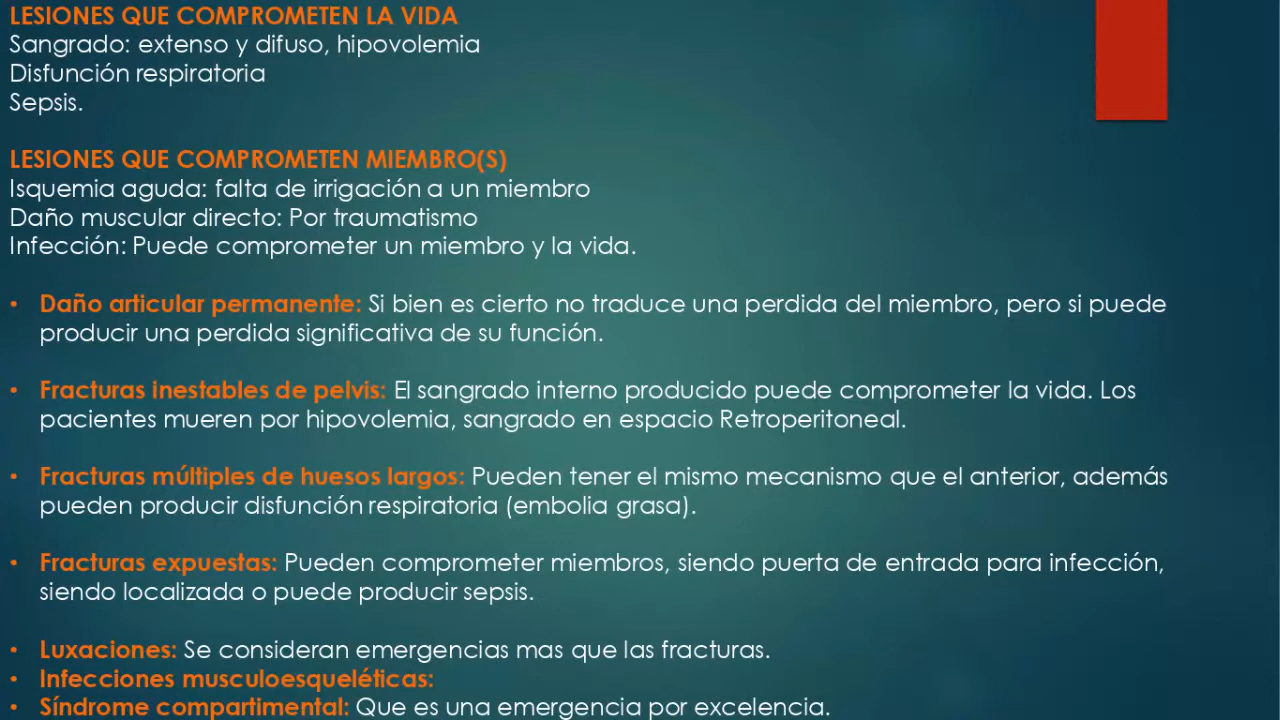 LESIONES QUE COMPROMETEN LA VIDA
Sangrado: extenso y difuso, hipovolemia
Disfunción respiratoria
Sepsis.
LESIONES QUE COMPROMETEN MIEMBRO(S)
Isquemia aguda: falta de irrigación a un miembro
Daño muscular directo: Por traumatismo
Infección: Puede comprometer un miembro y la vida.
• Daño articular permanente: Si bien es cierto no traduce una perdida del miembro, pero si puede
producir una perdida significativa de su función.
• Fracturas inestables de pelvis: El sangrado interno producido puede comprometer la vida. Los
pacientes mueren por hipovolemia, sangrado en espacio Retroperitoneal.
• Fracturas múltiples de huesos largos: Pueden tener el mismo mecanismo que el anterior, además
pueden producir disfunción respiratoria (embolia grasa).
• Fracturas expuestas: Pueden comprometer miembros, siendo puerta de entrada para infección,
siendo localizada o puede producir sepsis.
• Luxaciones: Se consideran emergencias mas que las fracturas.
• Infecciones musculoesqueléticas:
• Síndrome compartimental: Que es una emergencia por excelencia.